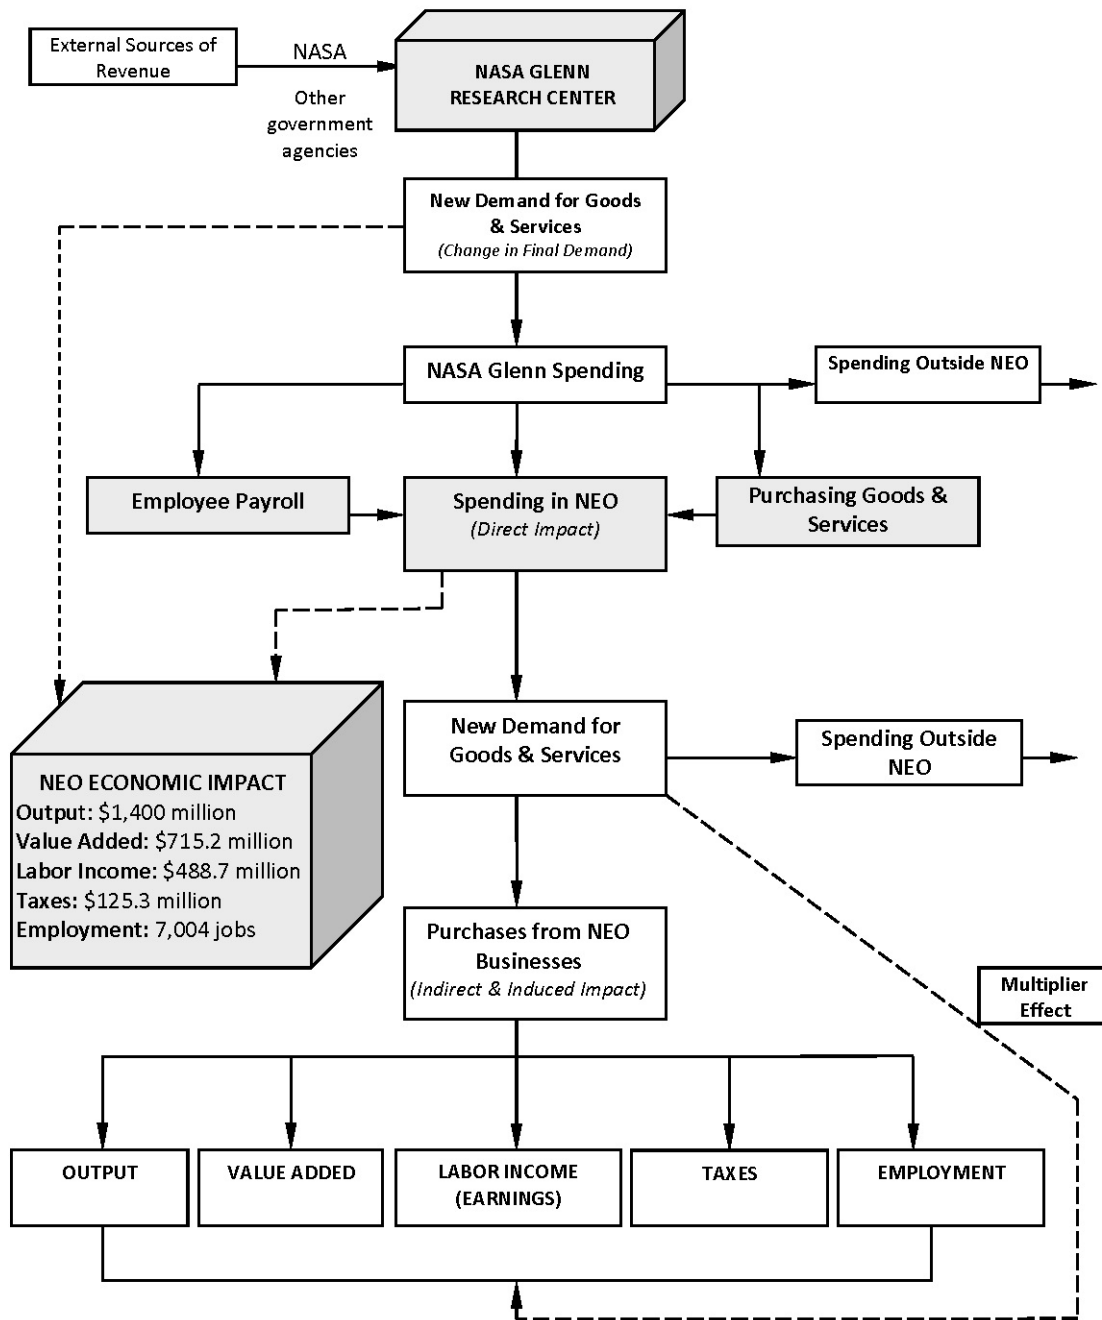 External Sources of
Revenue
NASA
Other
government
agencies
NASA GLENN
RESEARCH CENTER
New Demand for Goods
& Services
(Change in Final Demand)
NASA Glenn Spending
Spending Outside NEO
Employee Payroll
Spending in NEO
(Direct Impact)
Purchasing Goods &
Services
New Demand for
Goods & Services
Spending Outside
NEO
NEO ECONOMIC IMPACT
Output: $1,400 million
Value Added: $715.2 million
Labor Income: $488.7 million
Taxes: $125.3 million
Employment: 7,004 jobs
Purchases from NEO
Businesses
(Indirect & Induced Impact)
Multiplier
Effect
OUTPUT
VALUE ADDED
LABOR INCOME
(EARNINGS)
TAXES
EMPLOYMENT